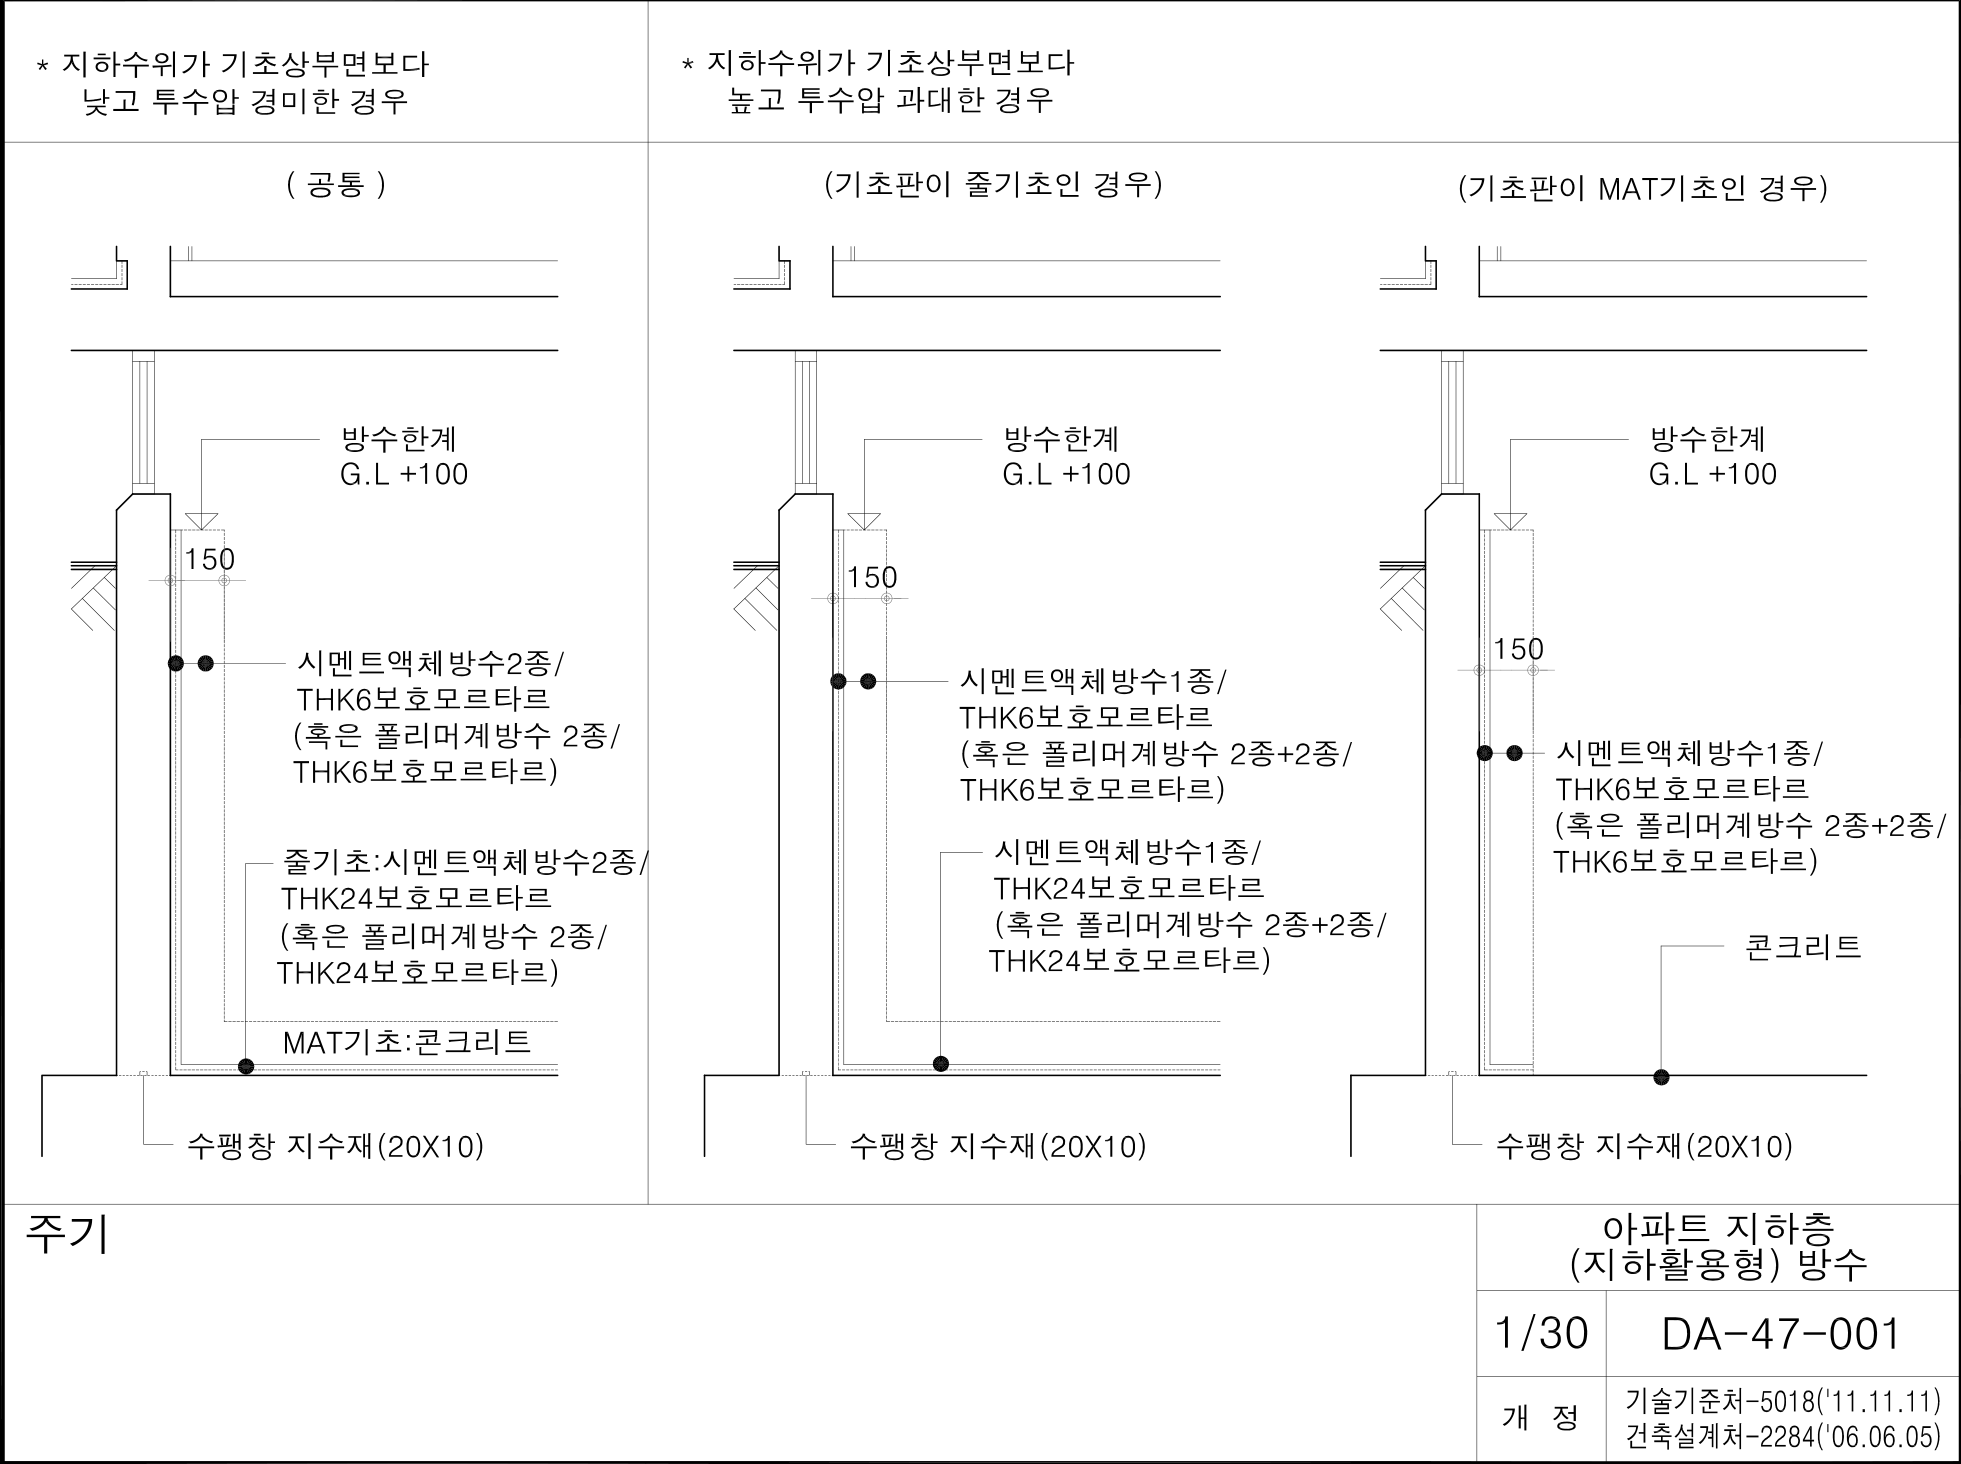 * 지하수위가 기초상부면보다
낮고 투수압 경미한 경우
* 지하수위가 기초상부면보다
높고 투수압 과대한 경우
( 공통 )
방수한계
G.L +100
150
시멘트액체방수2종/
THK6보호모르타르
(혹은 폴리머계방수 2종/
THK6보호모르타르)
줄기초:시멘트액체방수2종/
THK24보호모르타르
(혹은 폴리머계방수 2종/
THK24보호모르타르)
MAT기초:콘크리트
수팽창 지수재(20X10)
(기초판이 줄기초인 경우)
방수한계
G.L +100
150
시멘트액체방수1종/
THK6보호모르타르
(혹은 폴리머계방수 2종+2종/
THK6보호모르타르)
시멘트액체방수1종/
THK24보호모르타르
(혹은 폴리머계방수 2종+2종/
THK24보호모르타르)
수팽창 지수재(20X10)
(기초판이 MAT기초인 경우)
방수한계
G.L +100
150
시멘트액체방수1종/
THK6보호모르타르
(혹은 폴리머계방수 2종+2종/
THK6보호모르타르)
콘크리트
수팽창 지수재(20X10)
주기
아파트 지하층
(지하활용형) 방수
1/30
DA-47-001
개 정
기술기준처-5018('11.11.11)
건축설계처-2284('06.06.05)